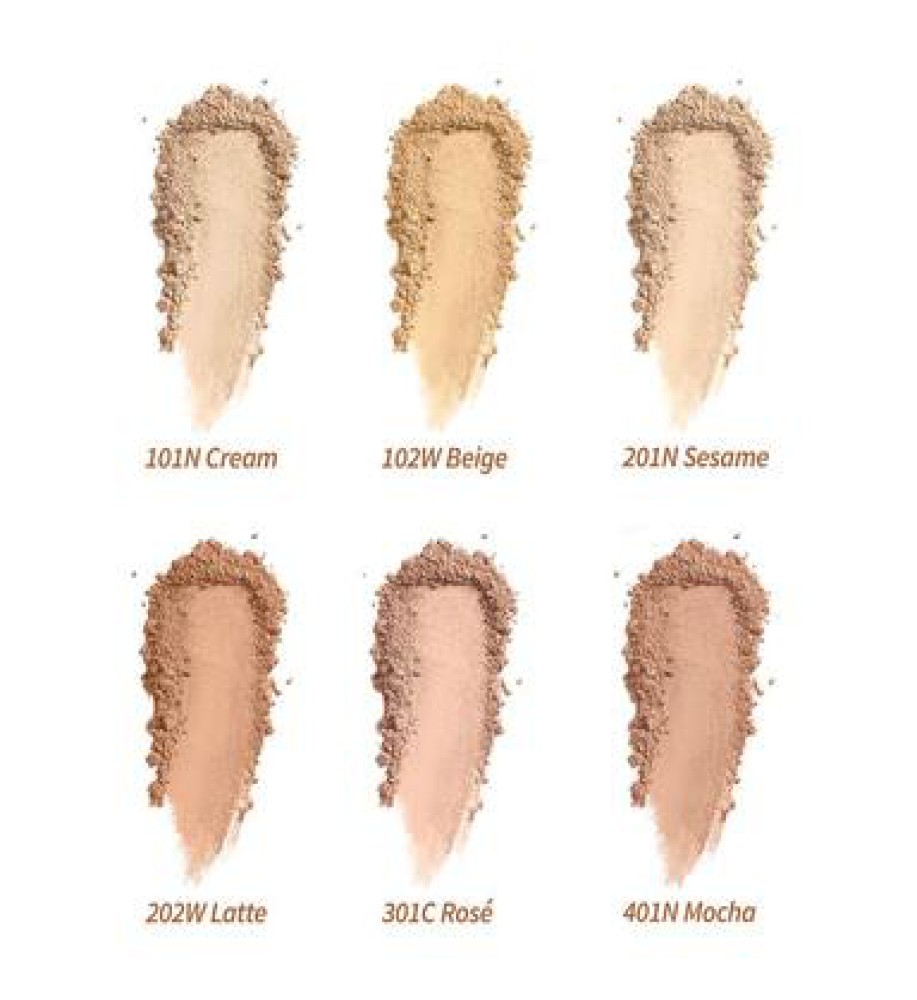 101N Cream
102W Beige
201N Sesame
202W Latte
301C Rosé
401N Mocha